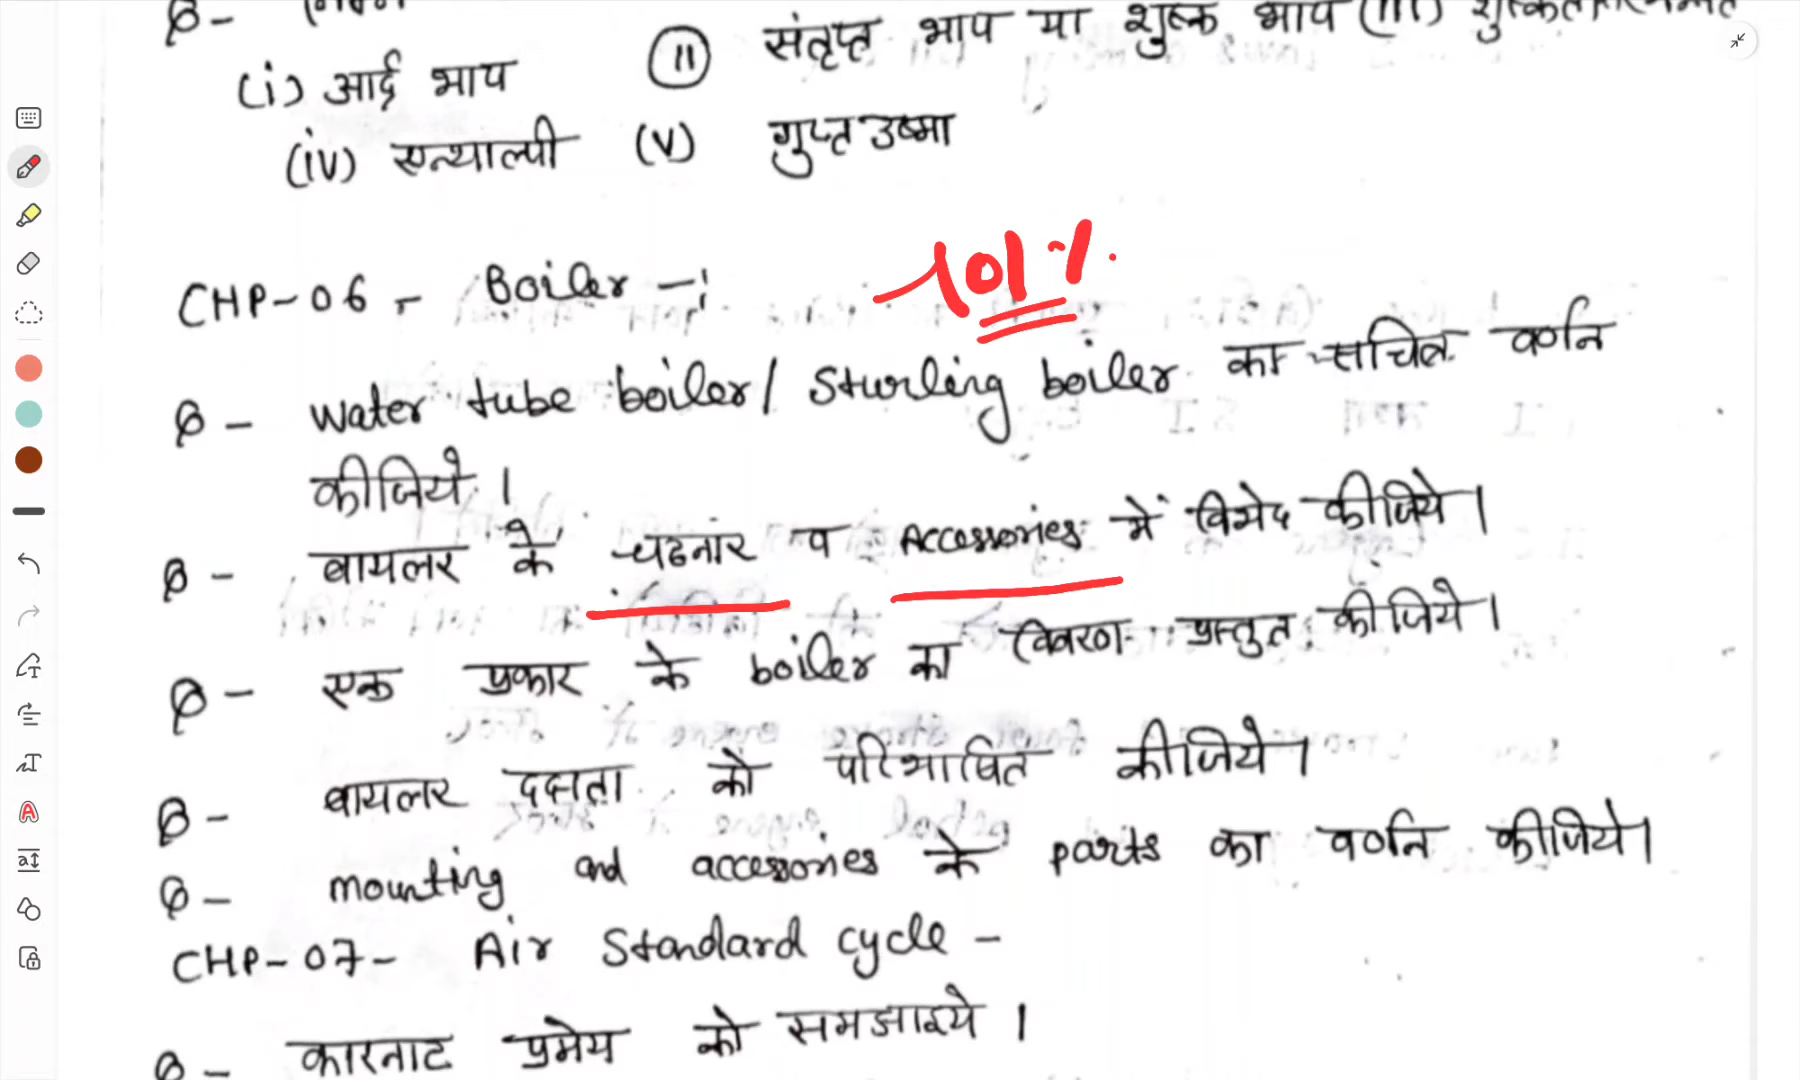 (i) आर्द्र भाप (II) संतृप्त भाप या शुष्क भाप (III)
(iv) एन्थाल्पी (V) गुप्त उष्मा
101%.
CHP-06 - Boiler -:
Q- Water tube boiler/ Sturling boiler का सचित्र वर्णन
कीजिये।
Q- बायलर के चढनार व Accessories में विभेद कीजिये।
Q- एक प्रकार के boiler का विवरण प्रस्तुत कीजिये।
Q- बायलर दक्षता को परिभाषित कीजिये।
Q- mounting and accessories के parts का वर्णन कीजिये।
CHP-07- Air Standard cycle -
Q- कारनाट प्रमेय को समझाइये।